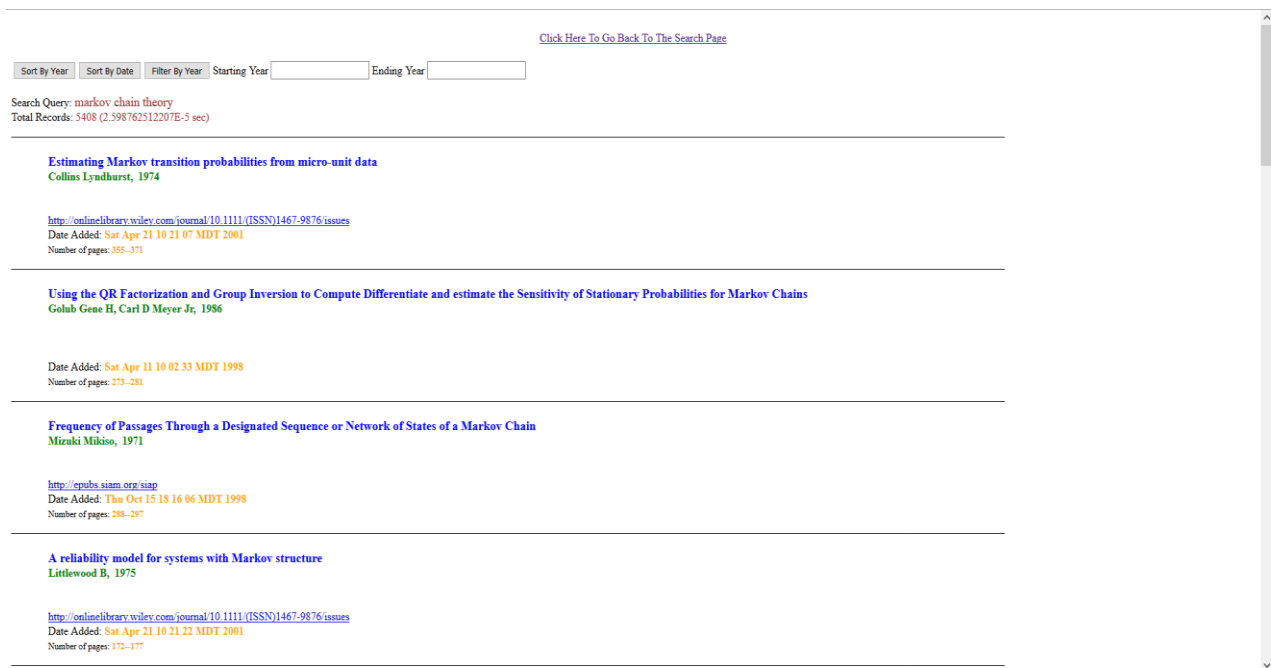 Click Here To Go Back To The Search Page
Sort By Year Sort By Date Filter By Year Starting Year Ending Year
Search Query: markov chain theory
Total Records: 5408 (2.598762512207E-5 sec)
Estimating Markov transition probabilities from micro-unit data
Collins Lyndhurst, 1974
http://onlinelibrary.wiley.com/journal/10.1111/(ISSN)1467-9876/issues
Date Added: Sat Apr 21 10 21 07 MDT 2001
Number of pages: 355--371
Using the QR Factorization and Group Inversion to Compute Differentiate and estimate the Sensitivity of Stationary Probabilities for Markov Chains
Golub Gene H, Carl D Meyer Jr, 1986
Date Added: Sat Apr 11 10 02 33 MDT 1998
Number of pages: 273--281
Frequency of Passages Through a Designated Sequence or Network of States of a Markov Chain
Mizuki Mikiso, 1971
http://epubs.siam.org/siap
Date Added: Thu Oct 15 18 16 06 MDT 1998
Number of pages: 288--297
A reliability model for systems with Markov structure
Littlewood B, 1975
http://onlinelibrary.wiley.com/journal/10.1111/(ISSN)1467-9876/issues
Date Added: Sat Apr 21 10 21 22 MDT 2001
Number of pages: 172--177